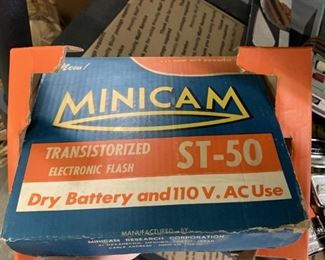 New!
MINICAM
TRANSISTORIZED
ELECTRONIC FLASH
ST-50
Dry Battery and 110 V. AC Use
MANUFACTURED BY
MINICAM RESEARCH CORPORATION